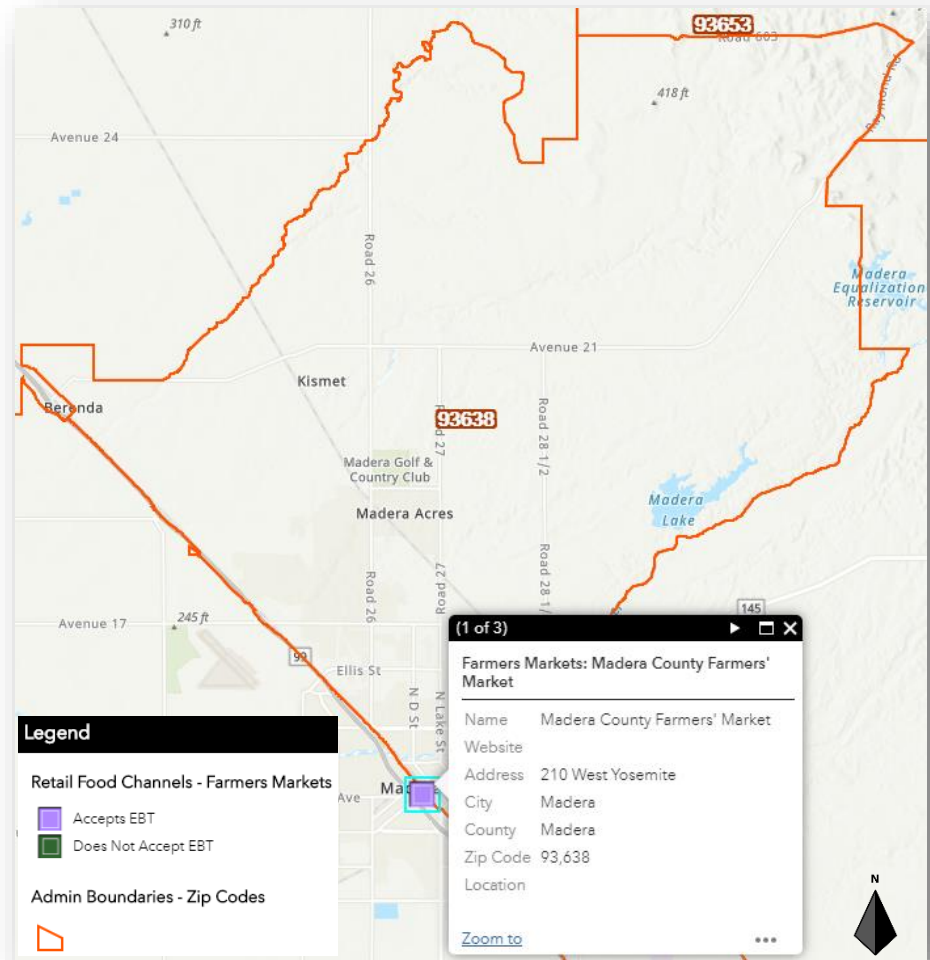 310 ft
93653
Road 603
418 ft
Raymond Rd
Avenue 24
Road 26
Madera
Equalization
Reservoir
Avenue 21
Kismet
Berenda
93638
Road 27
Road 28 1/2
Madera Golf &
Country Club
Madera Acres
Madera
Lake
Road 26
Road 27
Road 28 1/
145
Avenue 17
245 ft
99
Ellis St
N D St
N Lake St
Mad
Ave
(1 of 3)
Farmers Markets: Madera County Farmers'
Market
Name Madera County Farmers' Market
Website
Address 210 West Yosemite
City Madera
County Madera
Zip Code 93,638
Location
Zoom to
Legend
Retail Food Channels - Farmers Markets
Accepts EBT
Does Not Accept EBT
Admin Boundaries - Zip Codes
N